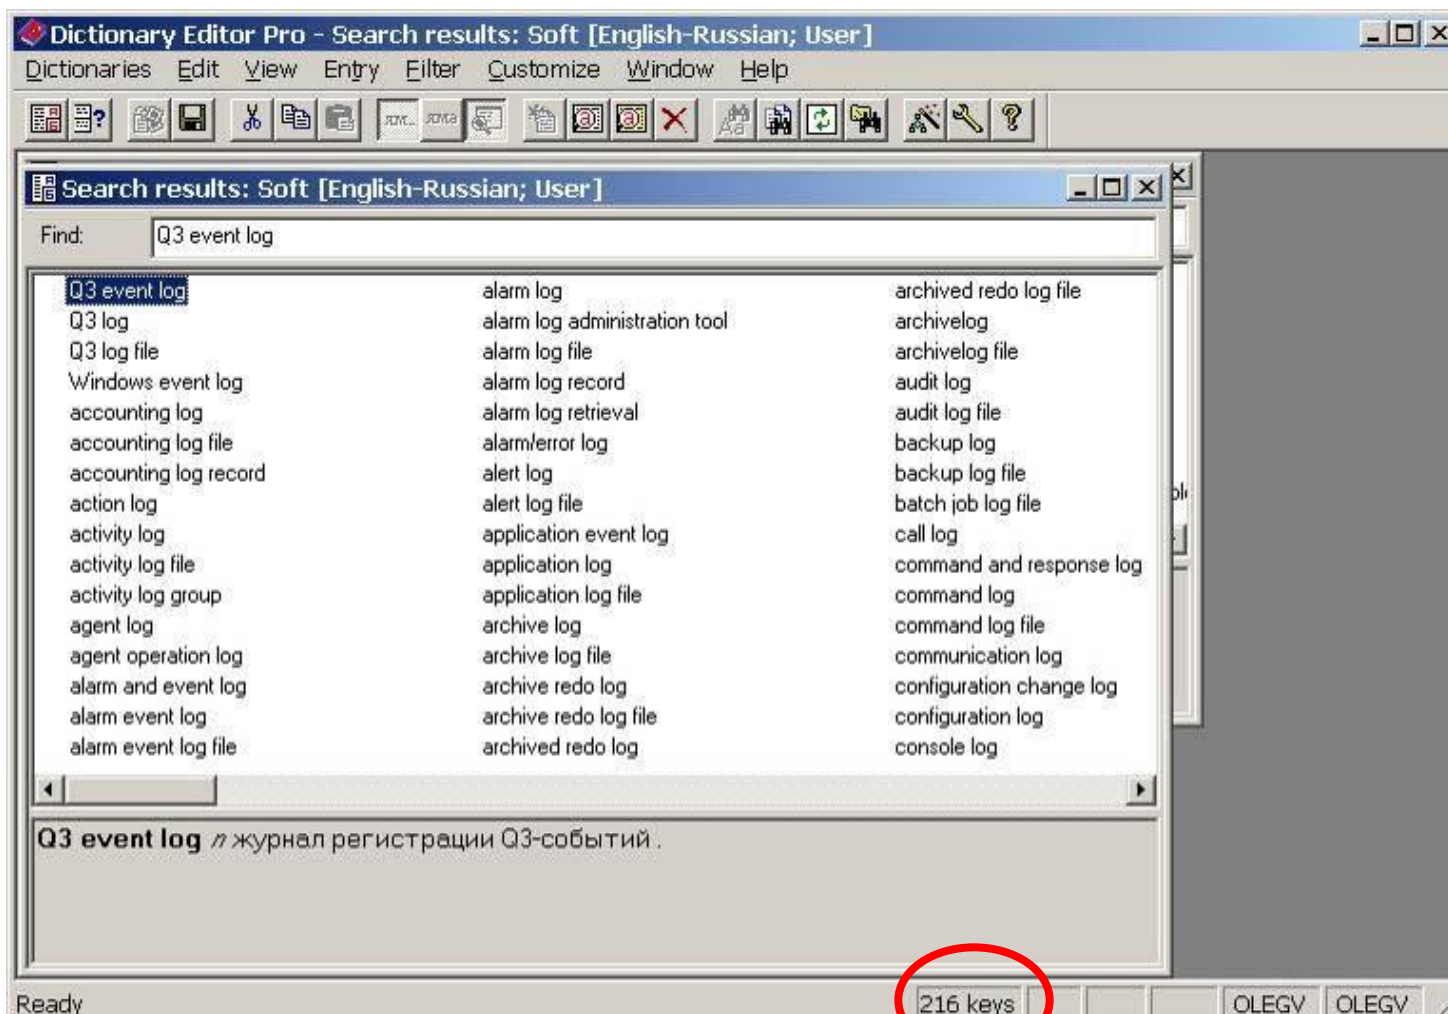 Dictionary Editor Pro - Search results: Soft [English-Russian; User]
Dictionaries Edit View Entry Filter Customize Window Help
Search results: Soft [English-Russian; User]
Find: Q3 event log
Q3 event log alarm log archived redo log file
Q3 log alarm log administration tool archivelog
Q3 log file alarm log file archivelog file
Windows event log alarm log record audit log
accounting log alarm log retrieval audit log file
accounting log file alarm/error log backup log
accounting log record alert log backup log file
action log alert log file batch job log file
activity log application event log call log
activity log file application log command and response log
activity log group application log file command log
agent log archive log command log file
agent operation log archive log file communication log
alarm and event log archive redo log configuration change log
alarm event log archive redo log file configuration log
alarm event log file archived redo log console log
Q3 event log n журнал регистрации Q3-событий .
Ready 216 keys OLEGV OLEGV